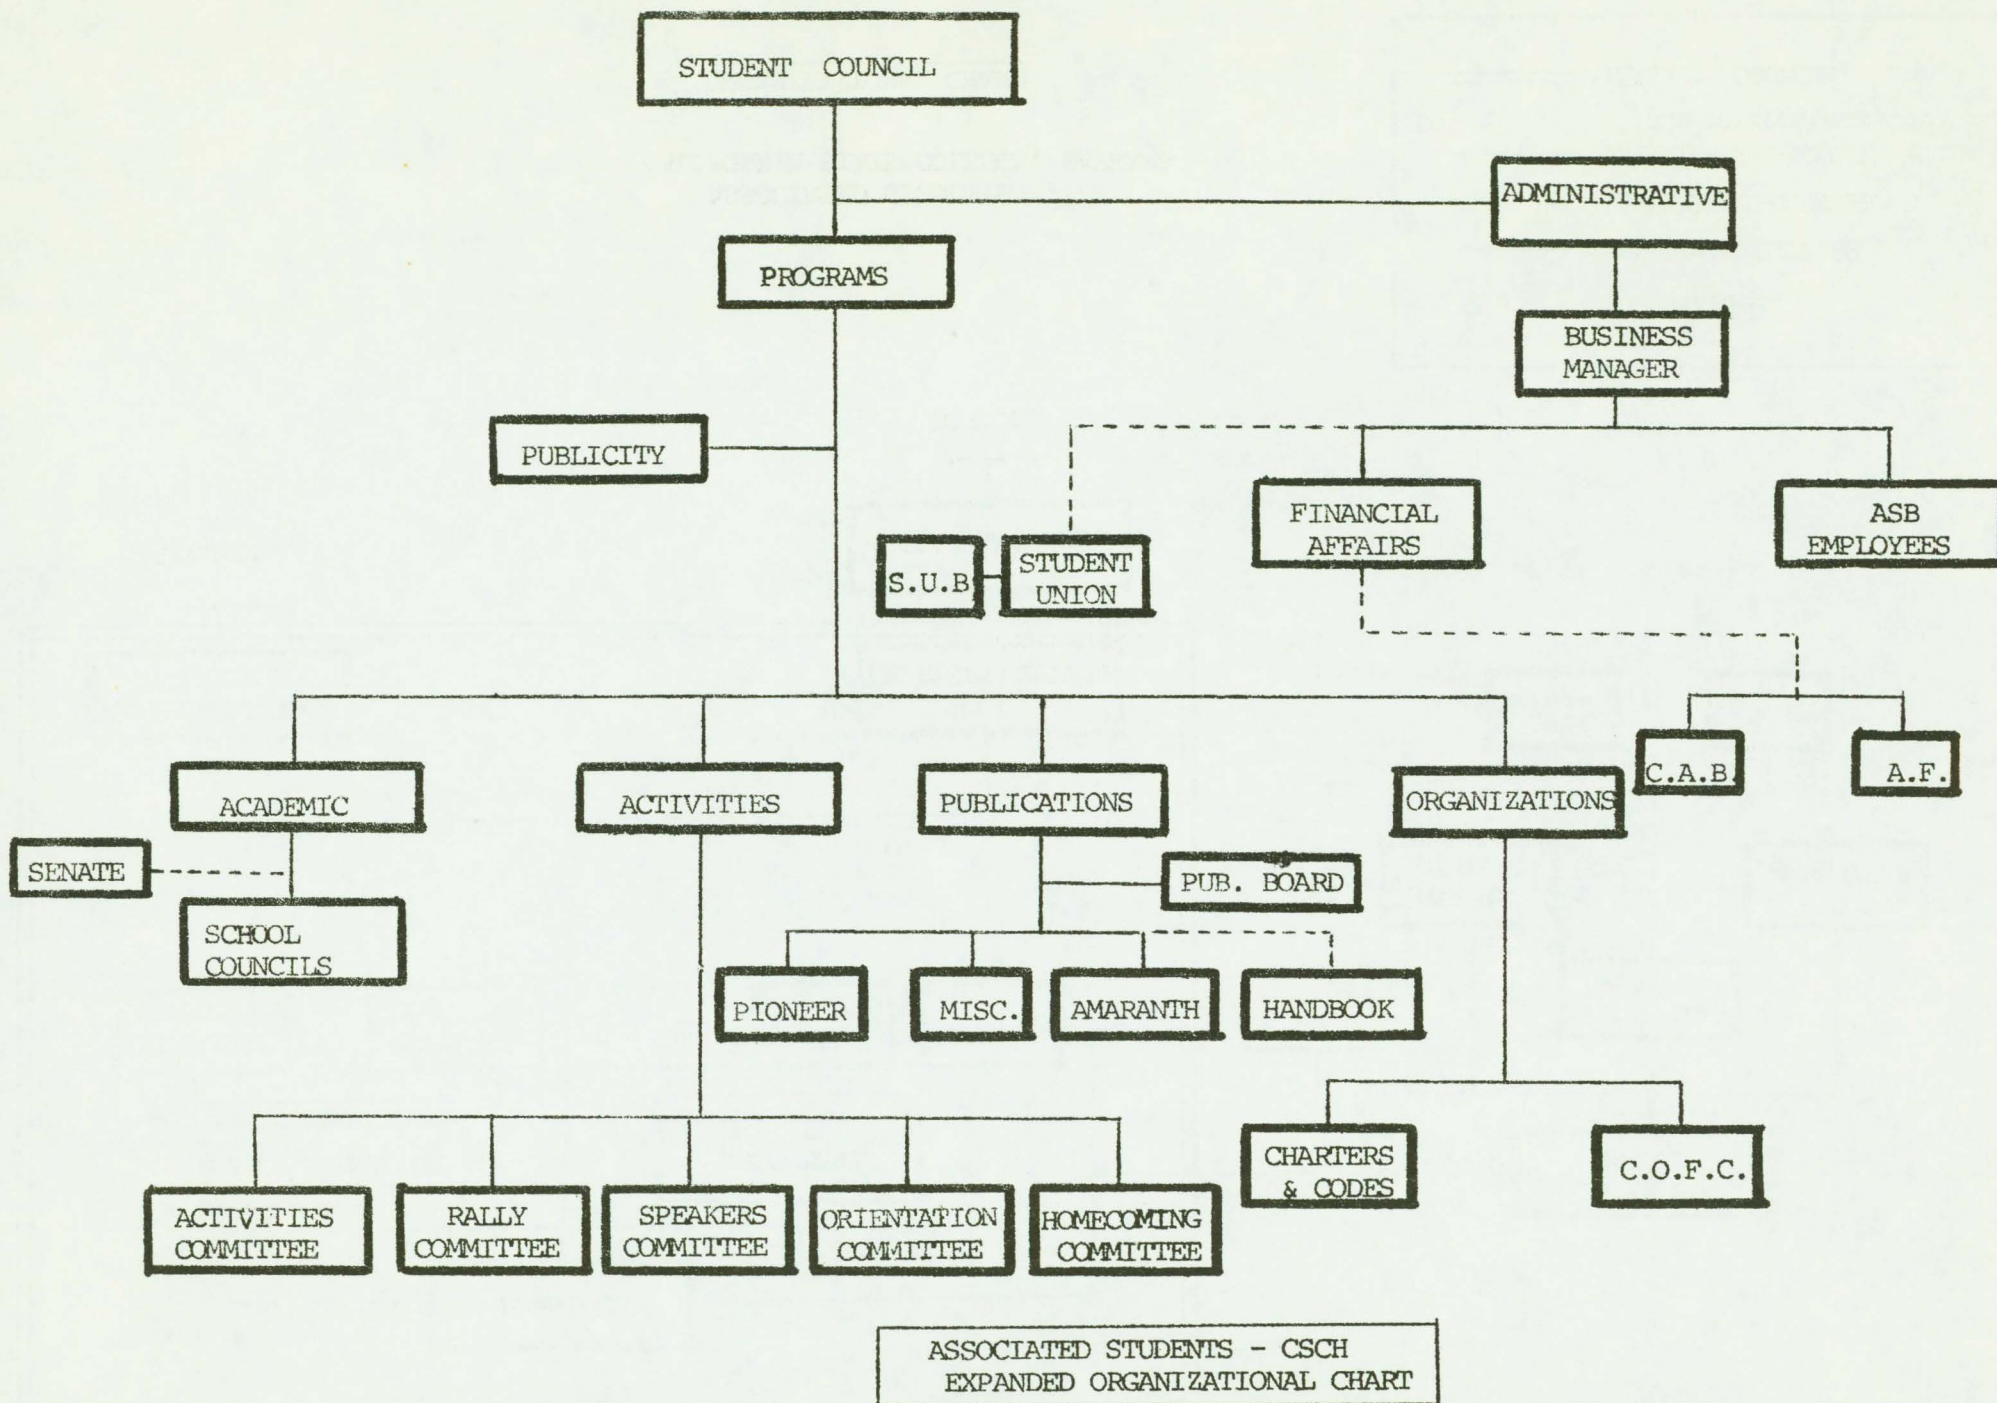 STUDENT COUNCIL
ADMINISTRATIVE
PROGRAMS
BUSINESS
MANAGER
PUBLICITY
FINANCIAL
AFFAIRS
ASB
EMPLOYEES
S.U.B
STUDENT
UNION
C.A.B.
A.F.
ACADEMIC
ACTIVITIES
PUBLICATIONS
ORGANIZATIONS
SENATE
PUB. BOARD
SCHOOL
COUNCILS
PIONEER
MISC.
AMARANTH
HANDBOOK
CHARTERS
& CODES
C.O.F.C.
ACTIVITIES
COMMITTEE
RALLY
COMMITTEE
SPEAKERS
COMMITTEE
ORIENTATION
COMMITTEE
HOMECOMING
COMMITTEE
ASSOCIATED STUDENTS - CSCH
EXPANDED ORGANIZATIONAL CHART